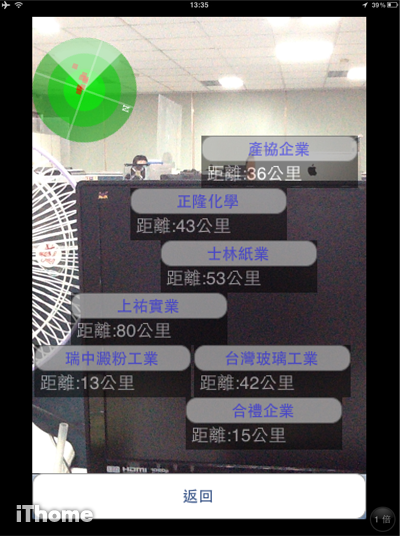 13:35
39%
N
產協企業
距離:36公里
正隆化學
距離:43公里
士林紙業
距離:53公里
上祐實業
距離:80公里
瑞中澱粉工業
距離:13公里
台灣玻璃工業
距離:42公里
合禮企業
距離:15公里
HDMI
返回
iThome
1 倍